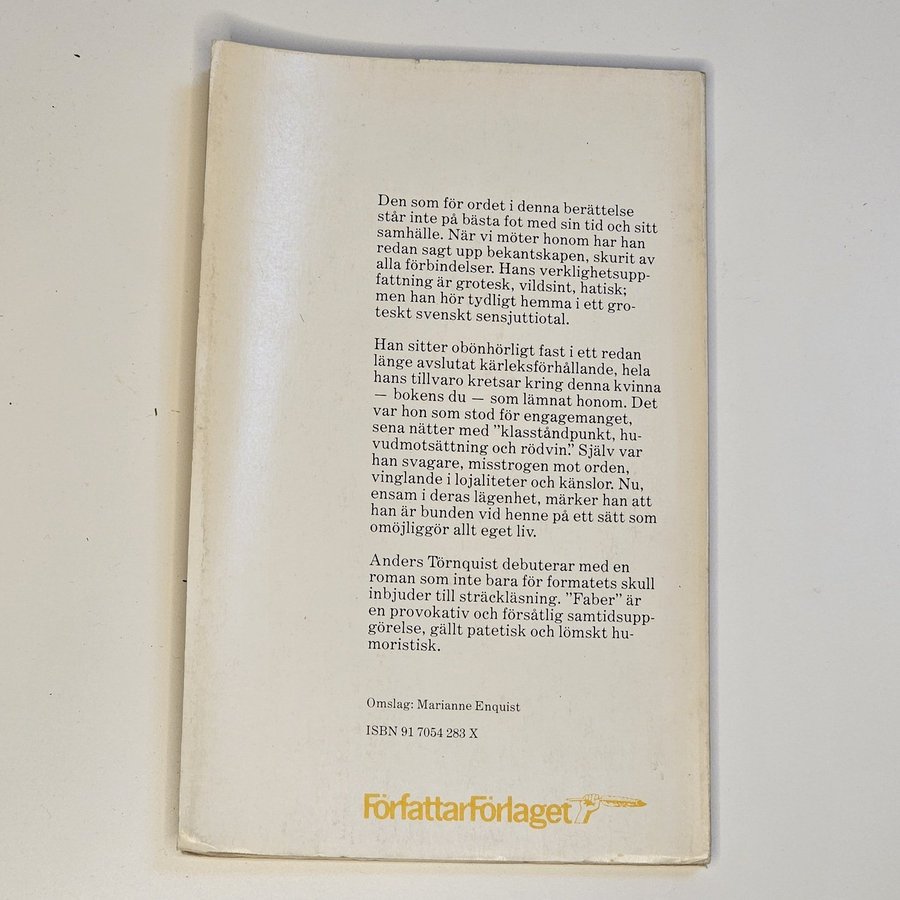 Den som för ordet i denna berättelse
står inte på bästa fot med sin tid och sitt
samhälle. När vi möter honom har han
redan sagt upp bekantskapen, skurit av
alla förbindelser. Hans verklighetsupp-
fattning är grotesk, vildsint, hatisk;
men han hör tydligt hemma i ett gro-
teskt svenskt sensjuttiotal.
Han sitter obönhörligt fast i ett redan
länge avslutat kärleksförhållande, hela
hans tillvaro kretsar kring denna kvinna
— bokens du — som lämnat honom. Det
var hon som stod för engagemanget,
sena nätter med ”klasståndpunkt, hu-
vudmotsättning och rödvin.” Själv var
han svagare, misstrogen mot orden,
vinglande i lojaliteter och känslor. Nu,
ensam i deras lägenhet, märker han att
han är bunden vid henne på ett sätt som
omöjliggör allt eget liv.
Anders Törnquist debuterar med en
roman som inte bara för formatets skull
inbjuder till sträckläsning. ”Faber” är
en provokativ och försåtlig samtidsupp-
görelse, gällt patetisk och lömskt hu-
moristisk.
Omslag: Marianne Enquist
ISBN 91 7054 283 X
FörfattarFörlaget